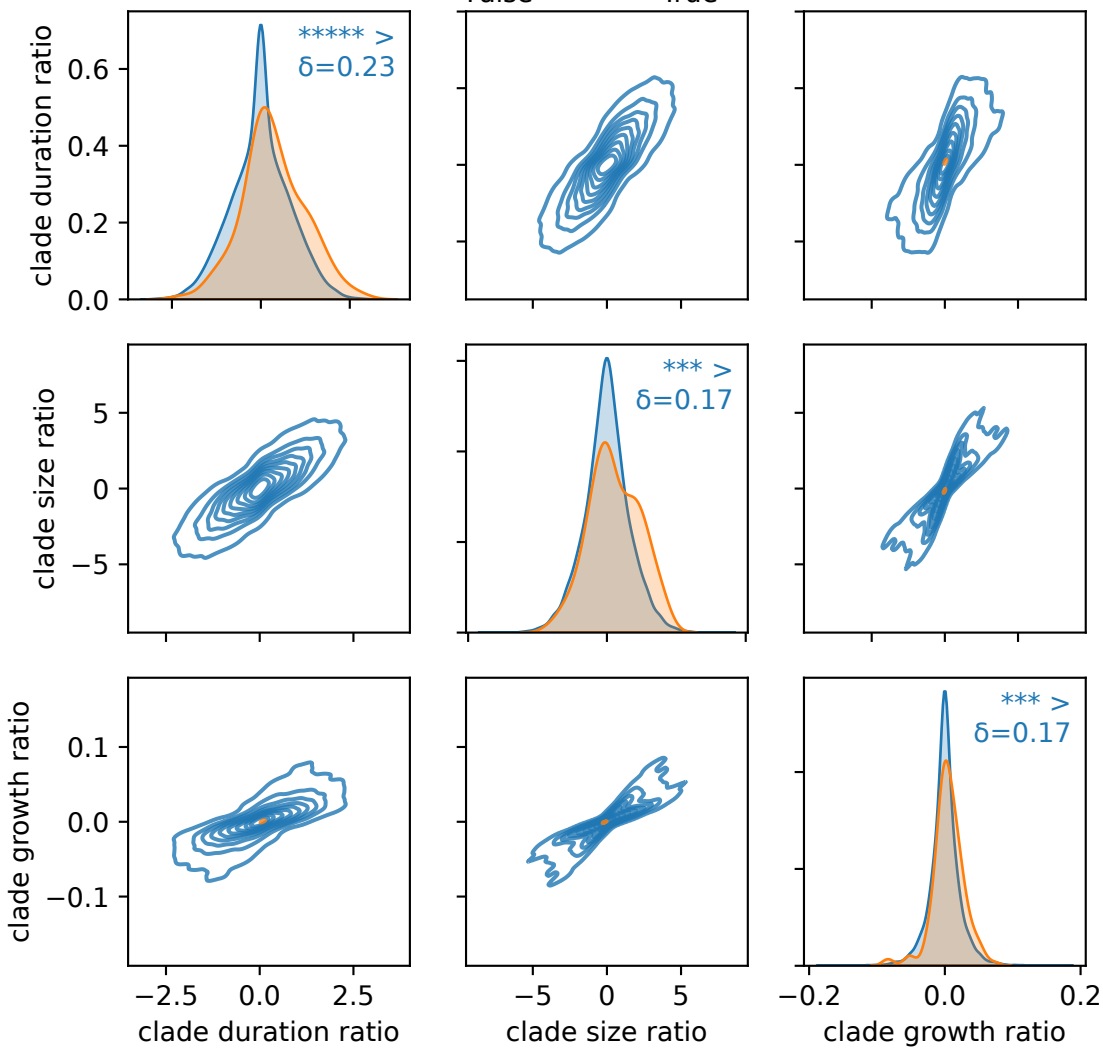 clade duration ratio
0.6
0.4
0.2
0.0
***** >
δ=0.23
clade size ratio
5
0
−5
*** >
δ=0.17
clade growth ratio
0.1
0.0
−0.1
*** >
δ=0.17
−2.5 0.0 2.5
−5 0 5
−0.2 0.0 0.2
clade duration ratio
clade size ratio
clade growth ratio